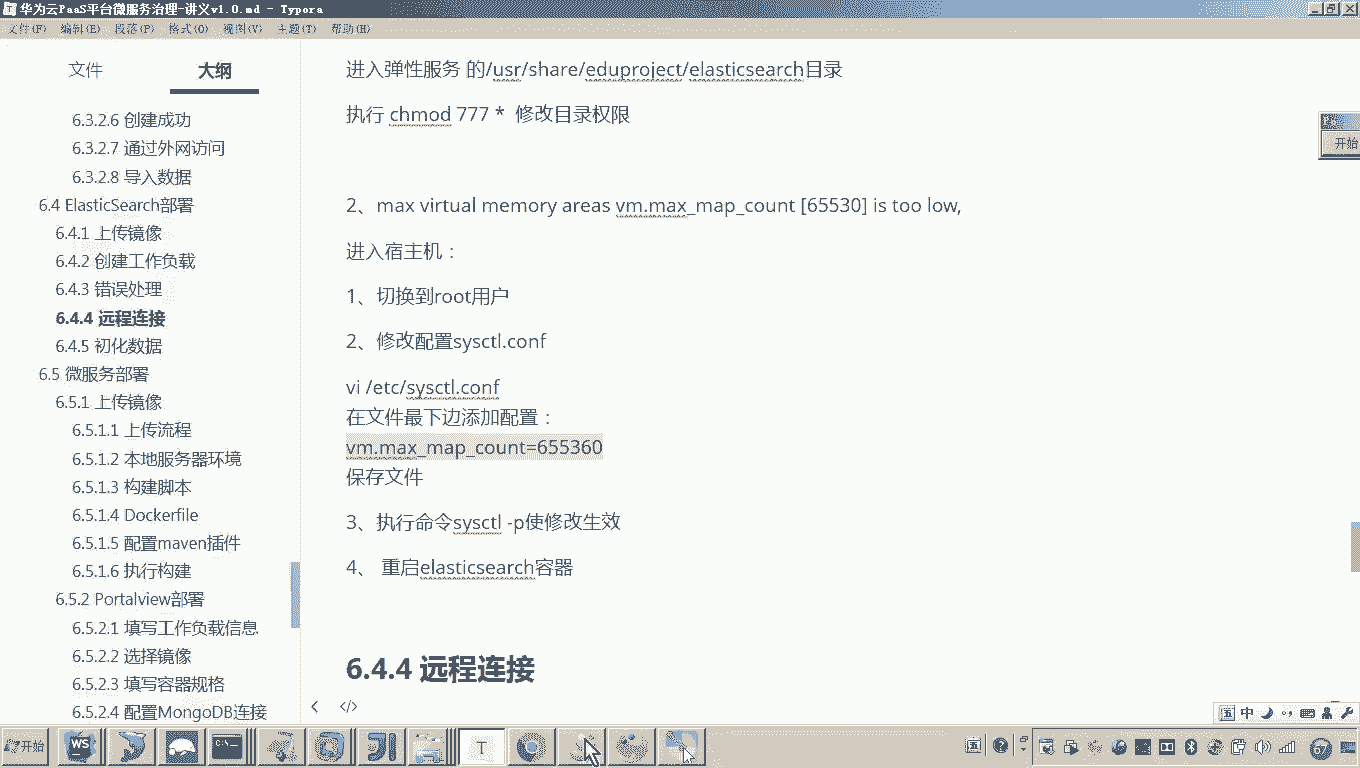 华为云PaaS平台微服务治理-讲义v1.0.md - Typora
文件(F) 编辑(E) 段落(P) 格式(O) 视图(V) 主题(T) 帮助(H)
文件 大纲
6.3.2.6 创建成功
6.3.2.7 通过外网访问
6.3.2.8 导入数据
6.4 ElasticSearch部署
6.4.1 上传镜像
6.4.2 创建工作负载
6.4.3 错误处理
6.4.4 远程连接
6.4.5 初化数据
6.5 微服务部署
6.5.1 上传镜像
6.5.1.1 上传流程
6.5.1.2 本地服务器环境
6.5.1.3 构建脚本
6.5.1.4 Dockerfile
6.5.1.5 配置maven插件
6.5.1.6 执行构建
6.5.2 Portalview部署
6.5.2.1 填写工作负载信息
6.5.2.2 选择镜像
6.5.2.3 填写容器规格
6.5.2.4 配置MongoDB连接
进入弹性服务 的/usr/share/eduproject/elasticsearch目录
执行 chmod 777 * 修改目录权限
2、max virtual memory areas vm.max_map_count [65530] is too low,
进入宿主机：
1、切换到root用户
2、修改配置sysctl.conf
vi /etc/sysctl.conf
在文件最下边添加配置：
vm.max_map_count=655360
保存文件
3、执行命令sysctl -p使修改生效
4、 重启elasticsearch容器
6.4.4 远程连接
开始
五 中
开始 WS T 五 67